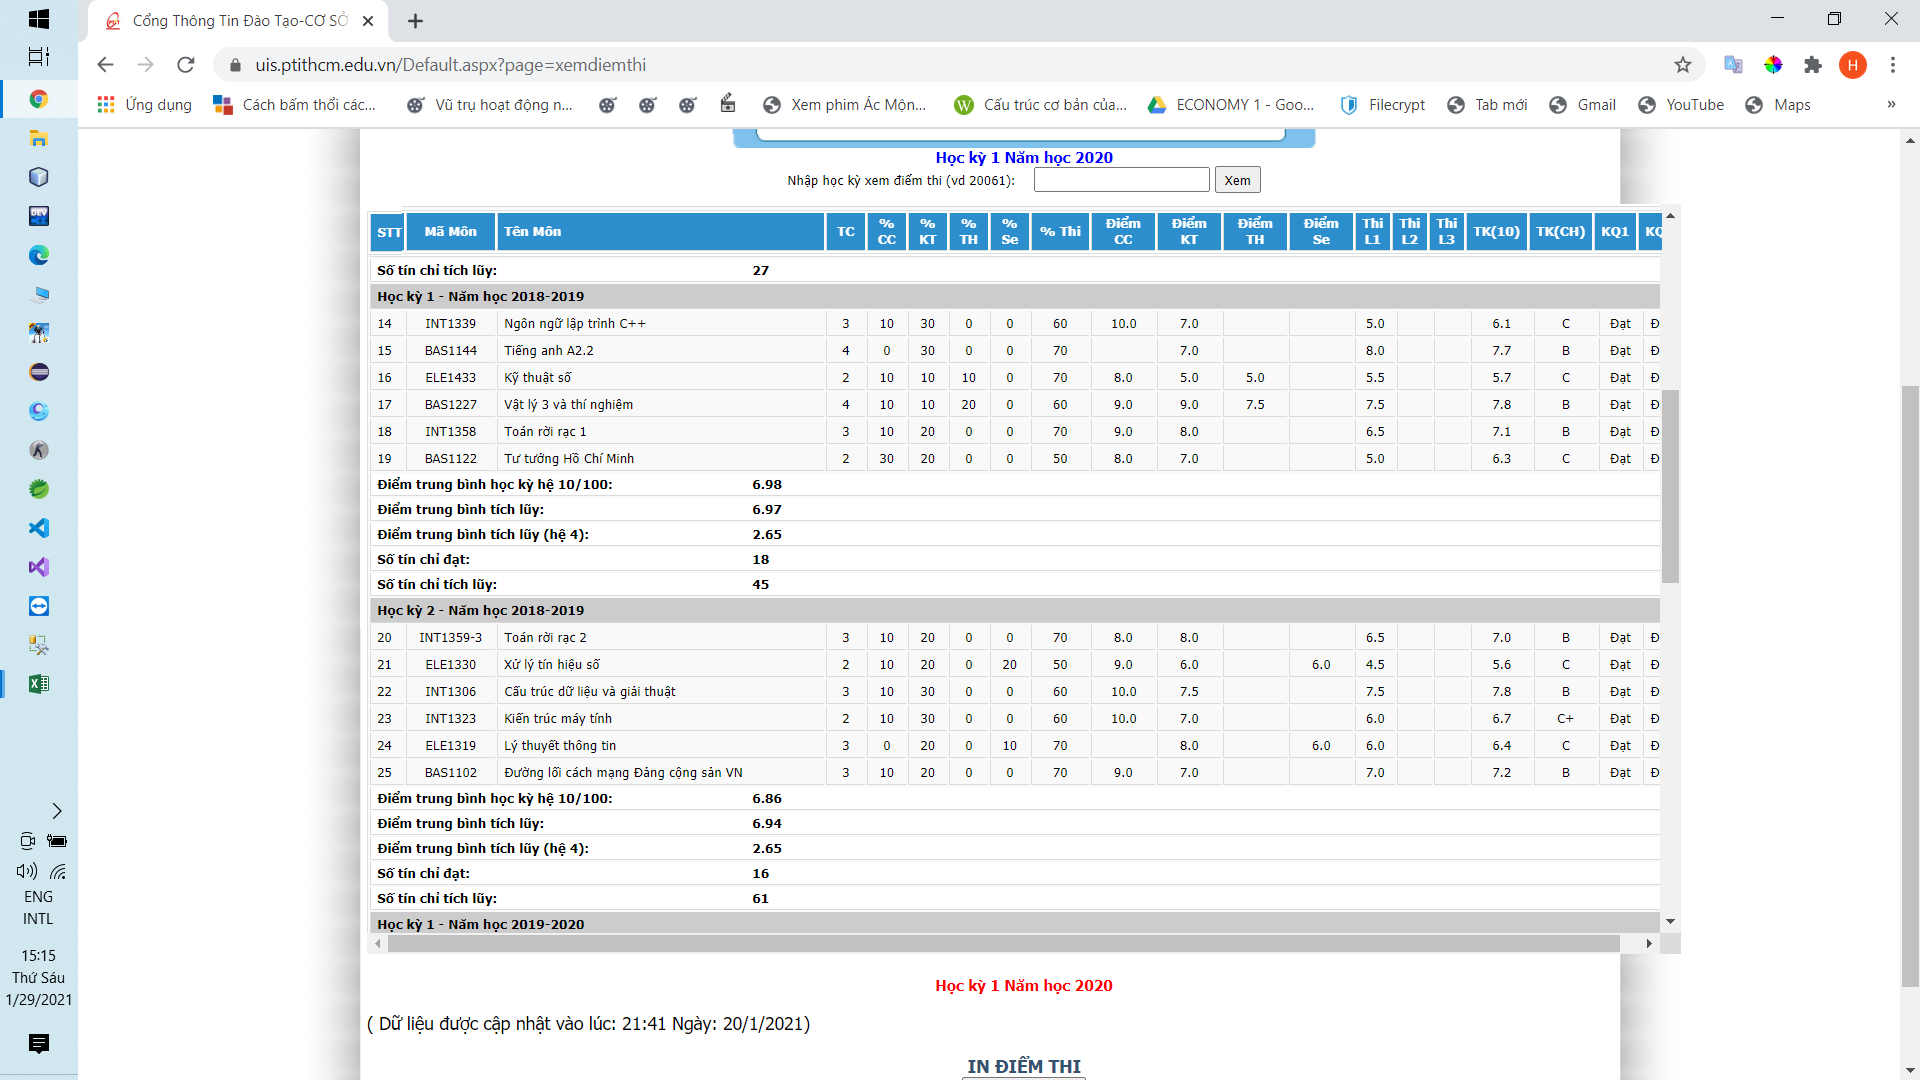 Cổng Thông Tin Đào Tạo-CƠ SỞ
uis.ptithcm.edu.vn/Default.aspx?page=xemdiemthi
H
Ứng dụng Cách bấm thổi các... Vũ trụ hoạt động n... Xem phim Ác Mộn... Cấu trúc cơ bản của... ECONOMY 1 - Goo... Filecrypt Tab mới Gmail YouTube Maps »
Học kỳ 1 Năm học 2020
Nhập học kỳ xem điểm thi (vd 20061): Xem
STT Mã Môn Tên Môn TC % CC % KT % TH % Se % Thi Điểm CC Điểm KT Điểm TH Điểm Se Thi L1 Thi L2 Thi L3 TK(10) TK(CH) KQ1 KQ
Số tín chỉ tích lũy: 27
Học kỳ 1 - Năm học 2018-2019
14 INT1339 Ngôn ngữ lập trình C++ 3 10 30 0 0 60 10.0 7.0 5.0 6.1 C Đạt Đ
15 BAS1144 Tiếng anh A2.2 4 0 30 0 0 70 7.0 8.0 7.7 B Đạt Đ
16 ELE1433 Kỹ thuật số 2 10 10 10 0 70 8.0 5.0 5.0 5.5 5.7 C Đạt Đ
17 BAS1227 Vật lý 3 và thí nghiệm 4 10 10 20 0 60 9.0 9.0 7.5 7.5 7.8 B Đạt Đ
18 INT1358 Toán rời rạc 1 3 10 20 0 0 70 9.0 8.0 6.5 7.1 B Đạt Đ
19 BAS1122 Tư tưởng Hồ Chí Minh 2 30 20 0 0 50 8.0 7.0 5.0 6.3 C Đạt Đ
Điểm trung bình học kỳ hệ 10/100: 6.98
Điểm trung bình tích lũy: 6.97
Điểm trung bình tích lũy (hệ 4): 2.65
Số tín chỉ đạt: 18
Số tín chỉ tích lũy: 45
Học kỳ 2 - Năm học 2018-2019
20 INT1359-3 Toán rời rạc 2 3 10 20 0 0 70 8.0 8.0 6.5 7.0 B Đạt Đ
21 ELE1330 Xử lý tín hiệu số 2 10 20 0 20 50 9.0 6.0 6.0 4.5 5.6 C Đạt Đ
22 INT1306 Cấu trúc dữ liệu và giải thuật 3 10 30 0 0 60 10.0 7.5 7.5 7.8 B Đạt Đ
23 INT1323 Kiến trúc máy tính 2 10 30 0 0 60 10.0 7.0 6.0 6.7 C+ Đạt Đ
24 ELE1319 Lý thuyết thông tin 3 0 20 0 10 70 8.0 6.0 6.0 6.4 C Đạt Đ
25 BAS1102 Đường lối cách mạng Đảng cộng sản VN 3 10 20 0 0 70 9.0 7.0 7.0 7.2 B Đạt Đ
Điểm trung bình học kỳ hệ 10/100: 6.86
Điểm trung bình tích lũy: 6.94
Điểm trung bình tích lũy (hệ 4): 2.65
Số tín chỉ đạt: 16
Số tín chỉ tích lũy: 61
Học kỳ 1 - Năm học 2019-2020
Học kỳ 1 Năm học 2020
( Dữ liệu được cập nhật vào lúc: 21:41 Ngày: 20/1/2021)
IN ĐIỂM THI
DEV
ENG
INTL
15:15
Thứ Sáu
1/29/2021